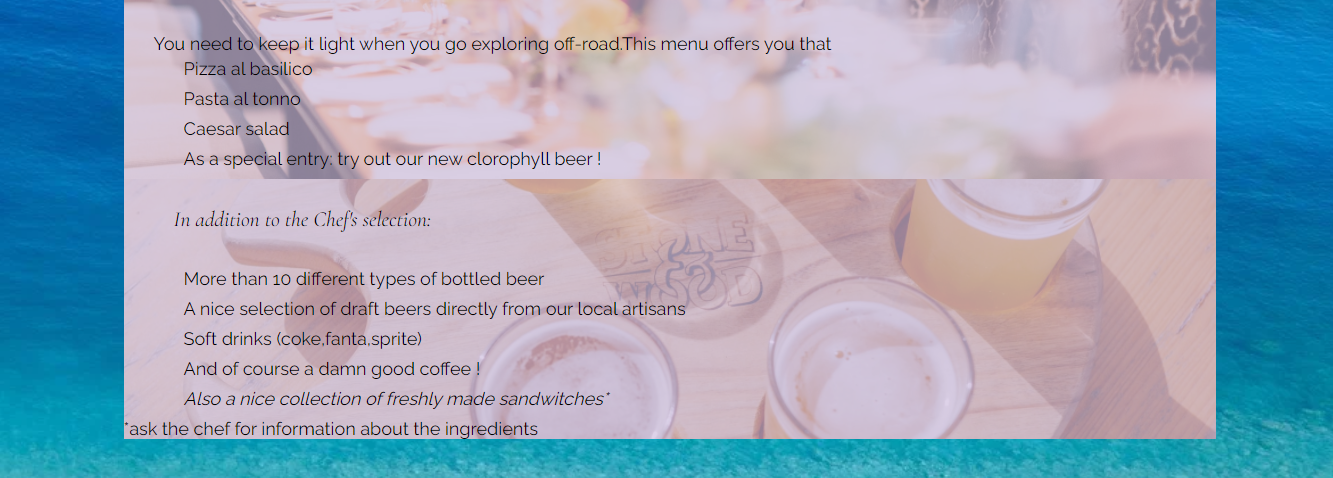 You need to keep it light when you go exploring off-road.This menu offers you that
Pizza al basilico
Pasta al tonno
Caesar salad
As a special entry: try out our new clorophyll beer !
STONE
&
WOOD
In addition to the Chef's selection:
More than 10 different types of bottled beer
A nice selection of draft beers directly from our local artisans
Soft drinks (coke,fanta,sprite)
And of course a damn good coffee !
Also a nice collection of freshly made sandwitches*
*ask the chef for information about the ingredients